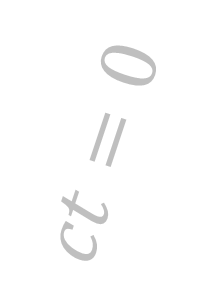 ct = 0